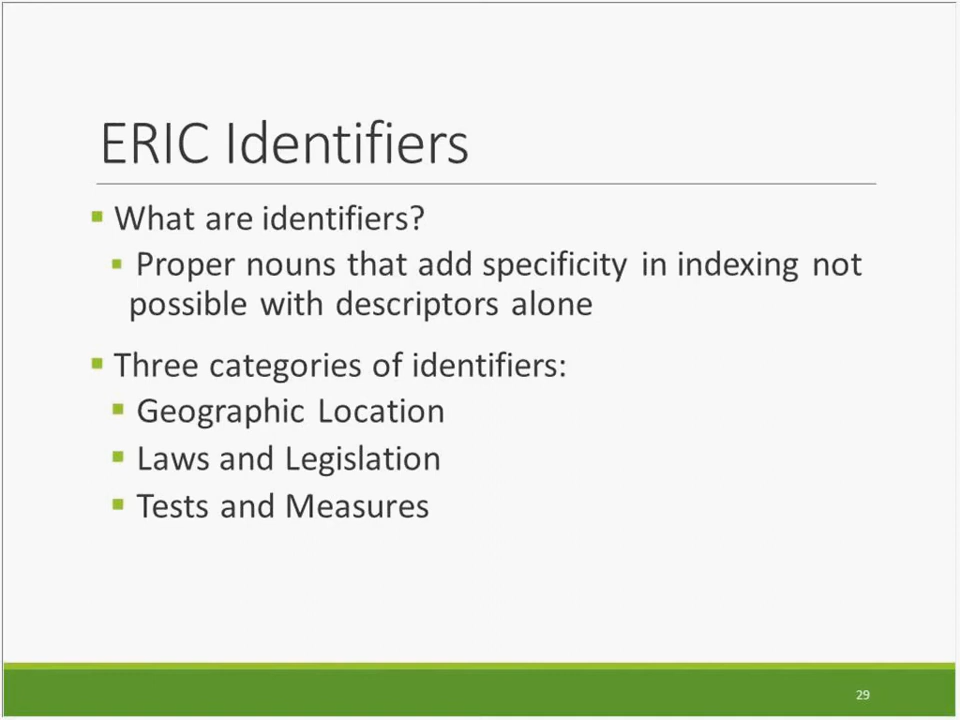 ERIC Identifiers
What are identifiers?
Proper nouns that add specificity in indexing not
possible with descriptors alone
Three categories of identifiers:
Geographic Location
Laws and Legislation
Tests and Measures
29